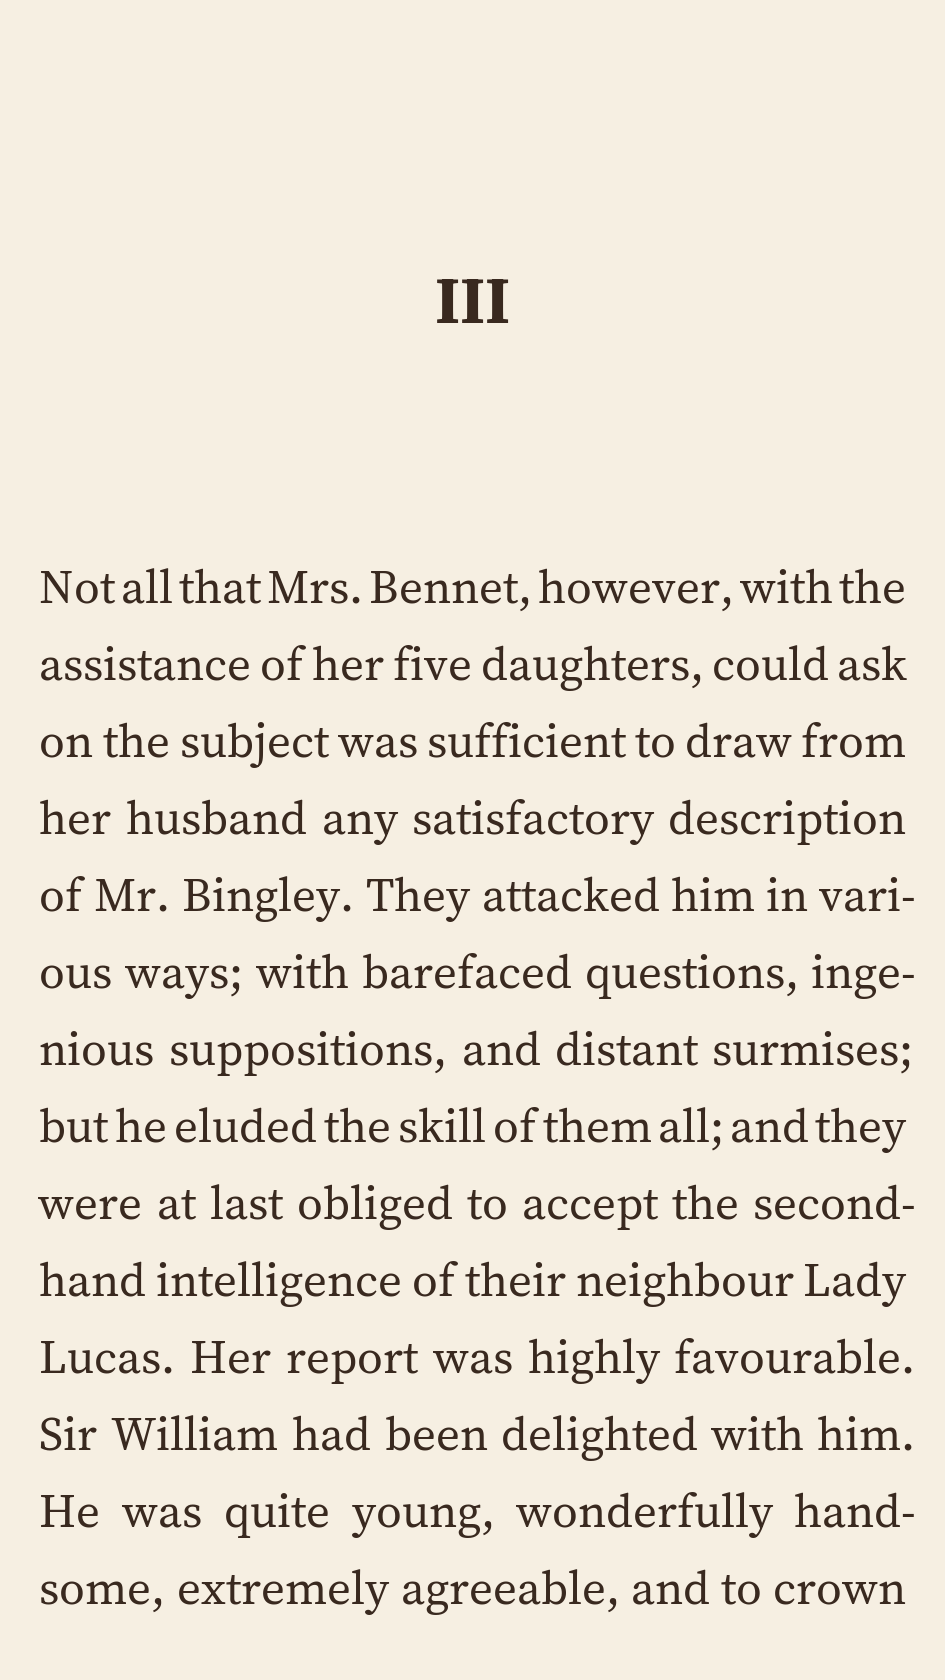 III
Not all that Mrs. Bennet, however, with the
assistance of her five daughters, could ask
on the subject was sufficient to draw from
her husband any satisfactory description
of Mr. Bingley. They attacked him in vari-
ous ways; with barefaced questions, inge-
nious suppositions, and distant surmises;
but he eluded the skill of them all; and they
were at last obliged to accept the second-
hand intelligence of their neighbour Lady
Lucas. Her report was highly favourable.
Sir William had been delighted with him.
He was quite young, wonderfully hand-
some, extremely agreeable, and to crown